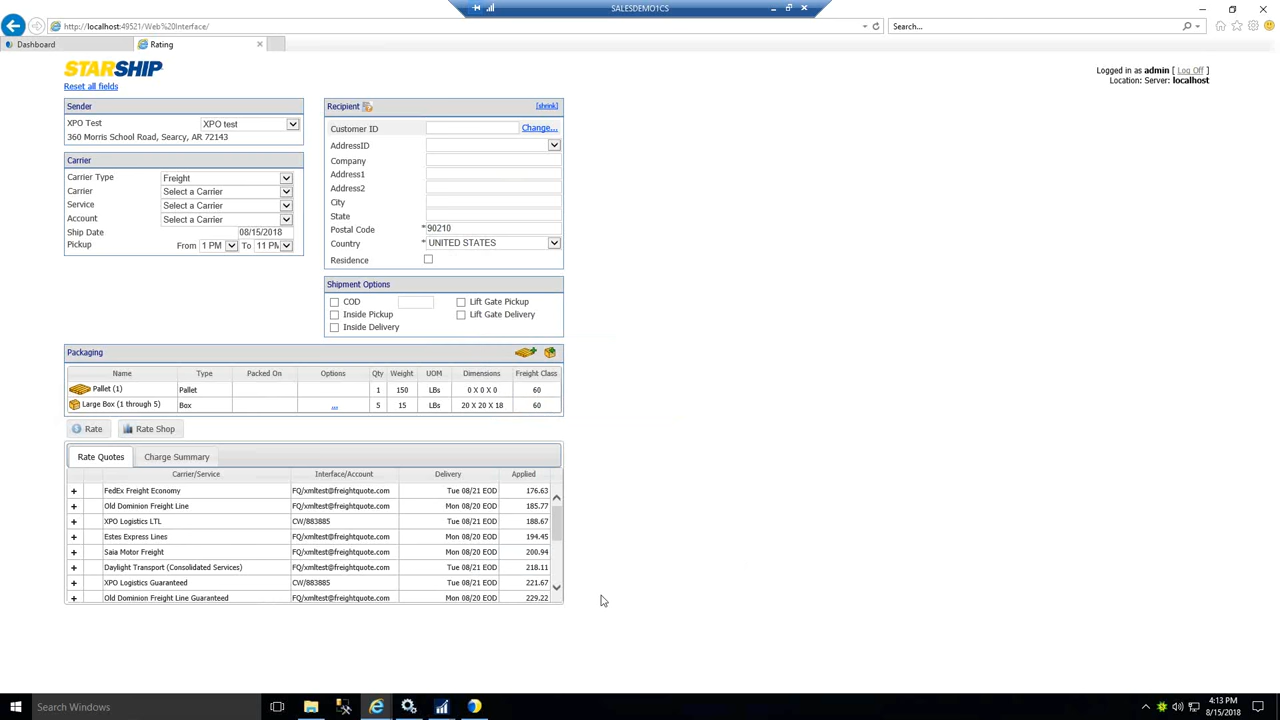 SALESDEMO1CS
http://localhost:49521/Web%20Interface/
Search...
Dashboard
Rating
STARSHIP
Reset all fields
Logged in as admin [ Log Off ]
Location: Server: localhost
Sender
XPO Test XPO test
360 Morris School Road, Searcy, AR 72143
Carrier
Carrier Type Freight
Carrier Select a Carrier
Service Select a Carrier
Account Select a Carrier
Ship Date 08/15/2018
Pickup From 1 PM To 11 PM
Recipient [shrink]
Customer ID Change...
AddressID
Company
Address1
Address2
City
State
Postal Code *90210
Country *UNITED STATES
Residence
Shipment Options
COD Lift Gate Pickup
Inside Pickup Lift Gate Delivery
Inside Delivery
Packaging
Name Type Packed On Options Qty Weight UOM Dimensions Freight Class
Pallet (1) Pallet 1 150 LBs 0 X 0 X 0 60
Large Box (1 through 5) Box ... 5 15 LBs 20 X 20 X 18 60
Rate Rate Shop
Rate Quotes Charge Summary
Carrier/Service Interface/Account Delivery Applied
+ FedEx Freight Economy FQ/xmltest@freightquote.com Tue 08/21 EOD 176.63
+ Old Dominion Freight Line FQ/xmltest@freightquote.com Mon 08/20 EOD 185.77
+ XPO Logistics LTL CW/883885 Tue 08/21 EOD 188.67
+ Estes Express Lines FQ/xmltest@freightquote.com Mon 08/20 EOD 194.45
+ Saia Motor Freight FQ/xmltest@freightquote.com Mon 08/20 EOD 200.94
+ Daylight Transport (Consolidated Services) FQ/xmltest@freightquote.com Tue 08/21 EOD 218.11
+ XPO Logistics Guaranteed CW/883885 Tue 08/21 EOD 221.67
+ Old Dominion Freight Line Guaranteed FQ/xmltest@freightquote.com Mon 08/20 EOD 229.22
Search Windows
4:13 PM
8/15/2018